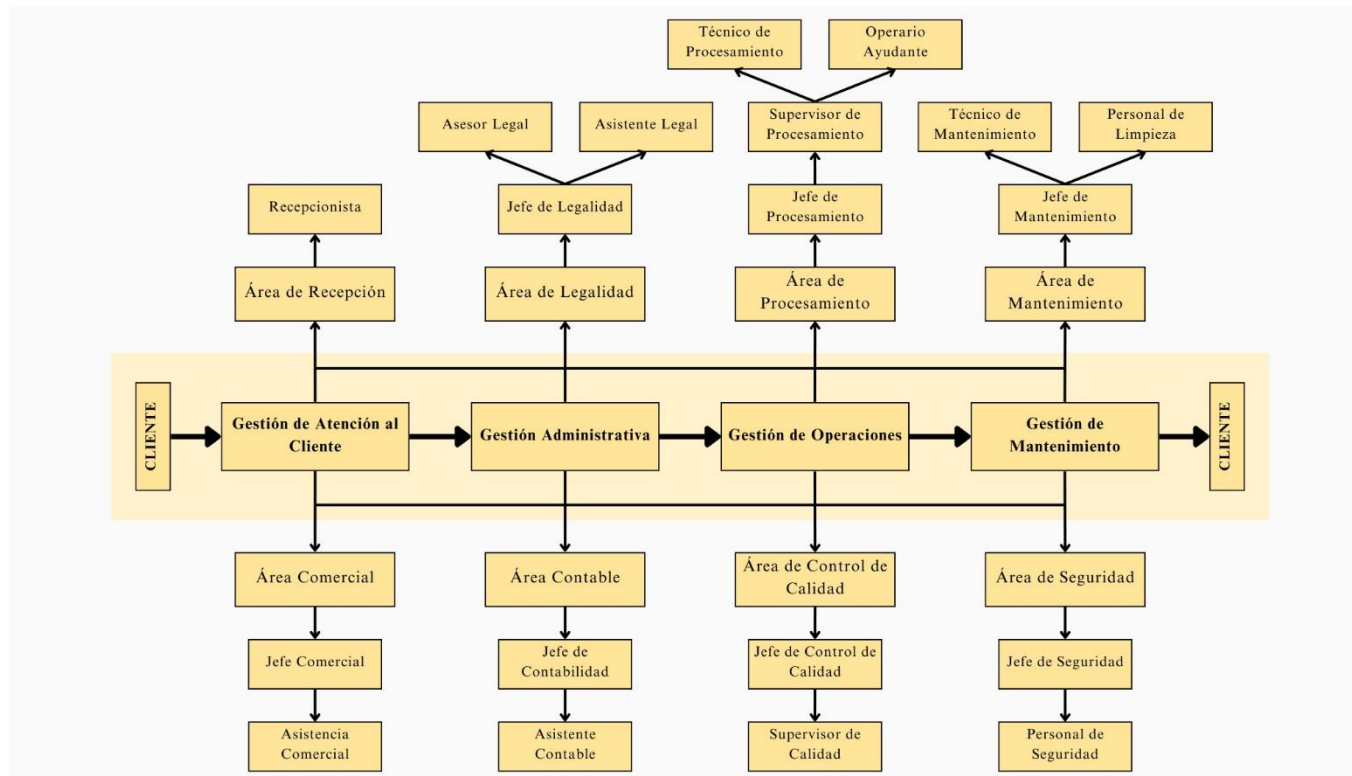 Técnico de
Procesamiento
Operario
Ayudante
Asesor Legal
Asistente Legal
Supervisor de
Procesamiento
Técnico de
Mantenimiento
Personal de
Limpieza
Recepcionista
Jefe de Legalidad
Jefe de
Procesamiento
Jefe de
Mantenimiento
Área de Recepción
Área de Legalidad
Área de
Procesamiento
Área de
Mantenimiento
CLIENTE
Gestión de Atención al
Cliente
Gestión Administrativa
Gestión de Operaciones
Gestión de
Mantenimiento
CLIENTE
Área Comercial
Área Contable
Área de Control de
Calidad
Área de Seguridad
Jefe Comercial
Jefe de
Contabilidad
Jefe de Control de
Calidad
Jefe de Seguridad
Asistencia
Comercial
Asistente
Contable
Supervisor de
Calidad
Personal de
Seguridad